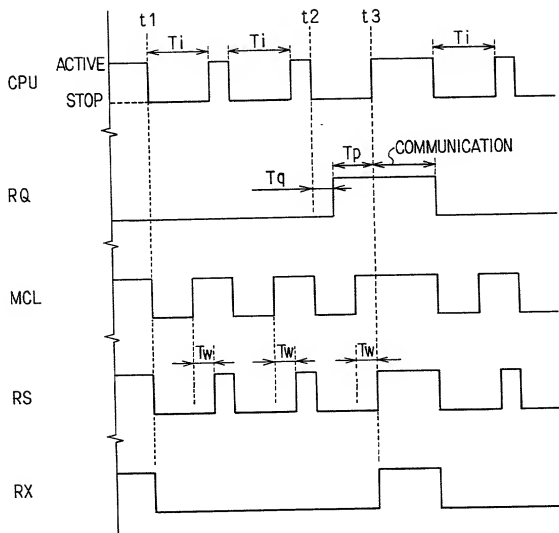 t1 t2 t3
Ti Ti Ti
CPU ACTIVE
STOP
Tp COMMUNICATION
Tq
RQ
MCL
Tw Tw Tw
RS
RX